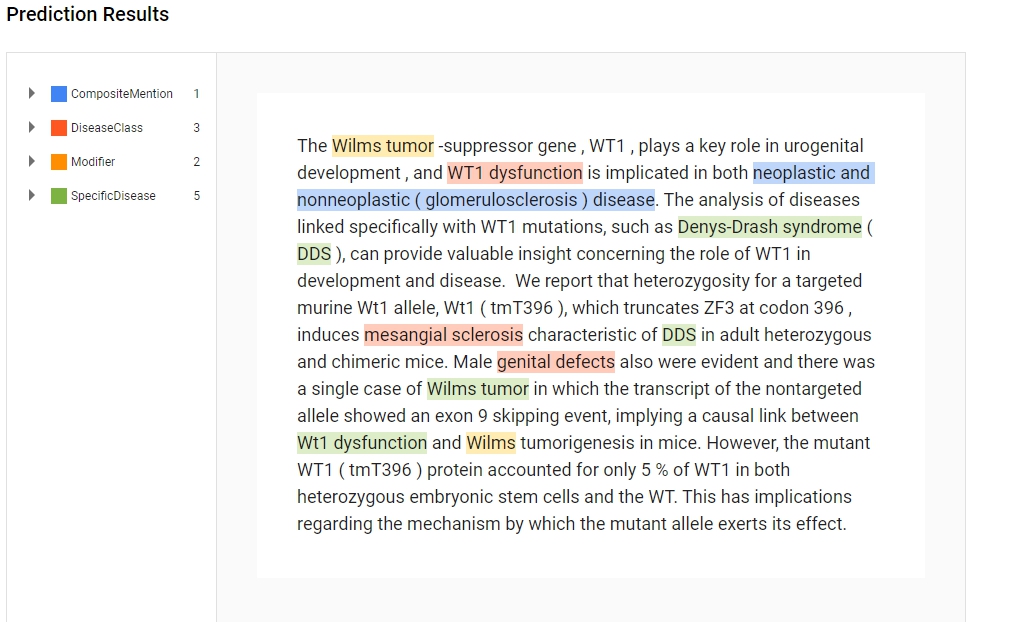 Prediction Results
CompositeMention 1
DiseaseClass 3
Modifier 2
SpecificDisease 5
The Wilms tumor -suppressor gene , WT1 , plays a key role in urogenital
development , and WT1 dysfunction is implicated in both neoplastic and
nonneoplastic ( glomerulosclerosis ) disease. The analysis of diseases
linked specifically with WT1 mutations, such as Denys-Drash syndrome (
DDS ), can provide valuable insight concerning the role of WT1 in
development and disease.  We report that heterozygosity for a targeted
murine Wt1 allele, Wt1 ( tmT396 ), which truncates ZF3 at codon 396 ,
induces mesangial sclerosis characteristic of DDS in adult heterozygous
and chimeric mice. Male genital defects also were evident and there was
a single case of Wilms tumor in which the transcript of the nontargeted
allele showed an exon 9 skipping event, implying a causal link between
Wt1 dysfunction and Wilms tumorigenesis in mice. However, the mutant
WT1 ( tmT396 ) protein accounted for only 5 % of WT1 in both
heterozygous embryonic stem cells and the WT. This has implications
regarding the mechanism by which the mutant allele exerts its effect.